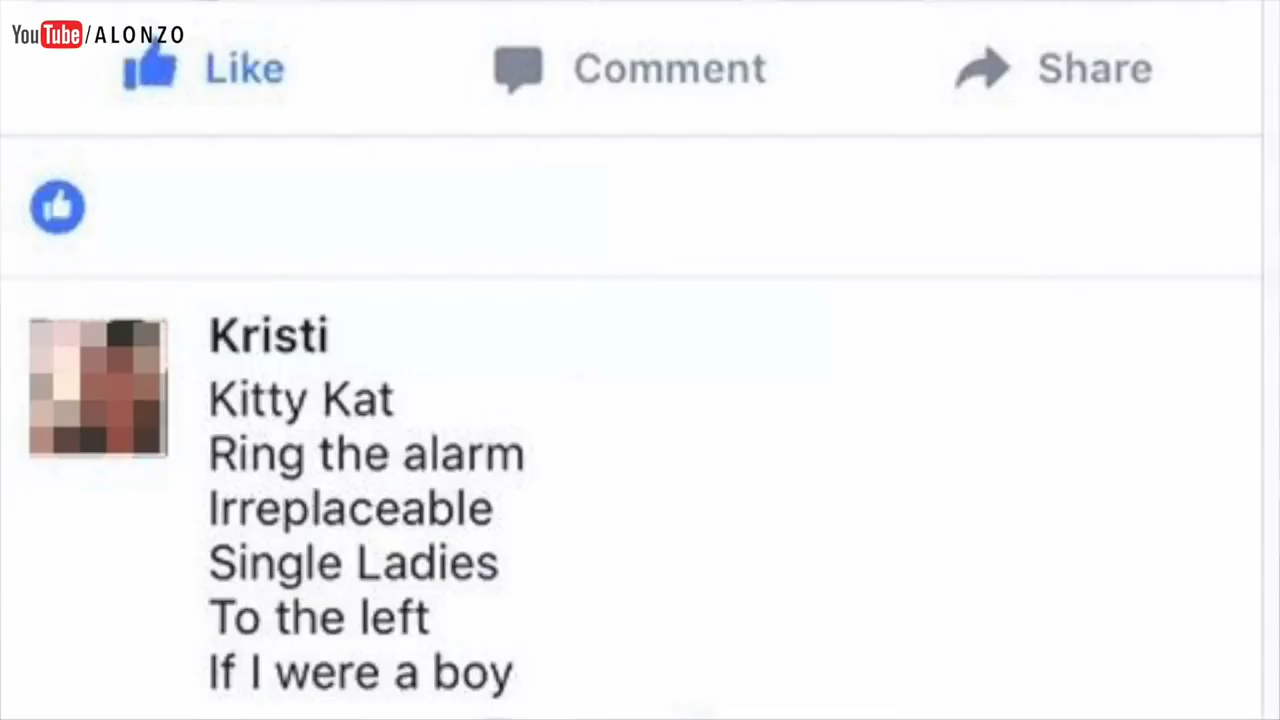 YouTube/ALONZO
Like Comment Share
Kristi
Kitty Kat
Ring the alarm
Irreplaceable
Single Ladies
To the left
If I were a boy